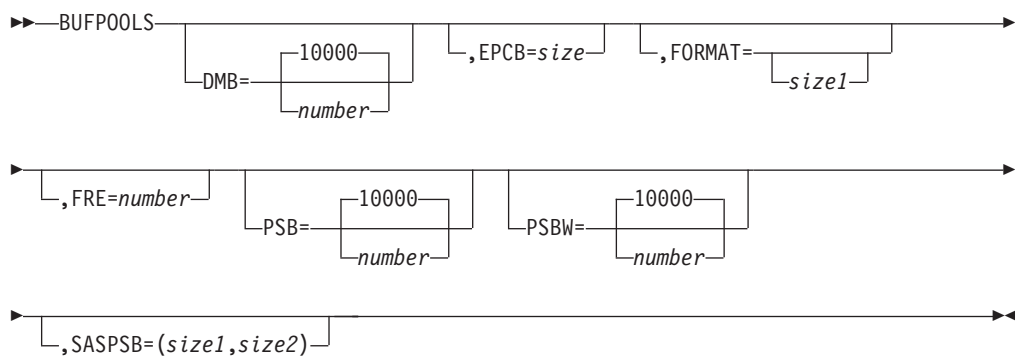 BUFPOOLS
10000
DMB=
number
,EPCB=size
,FORMAT=
size1
,FRE=number
10000
PSB=
number
10000
PSBW=
number
,SASPSB=(size1,size2)